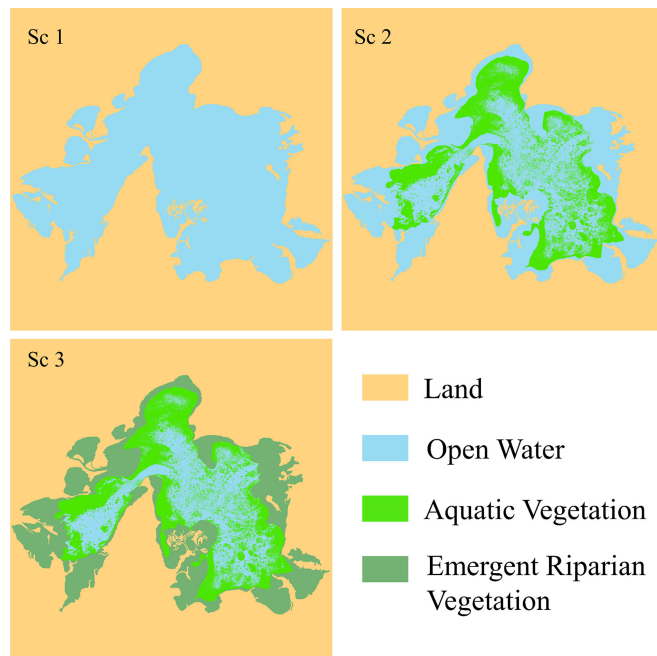 Sc 1
Sc 2
Sc 3
Land
Open Water
Aquatic Vegetation
Emergent Riparian
Vegetation